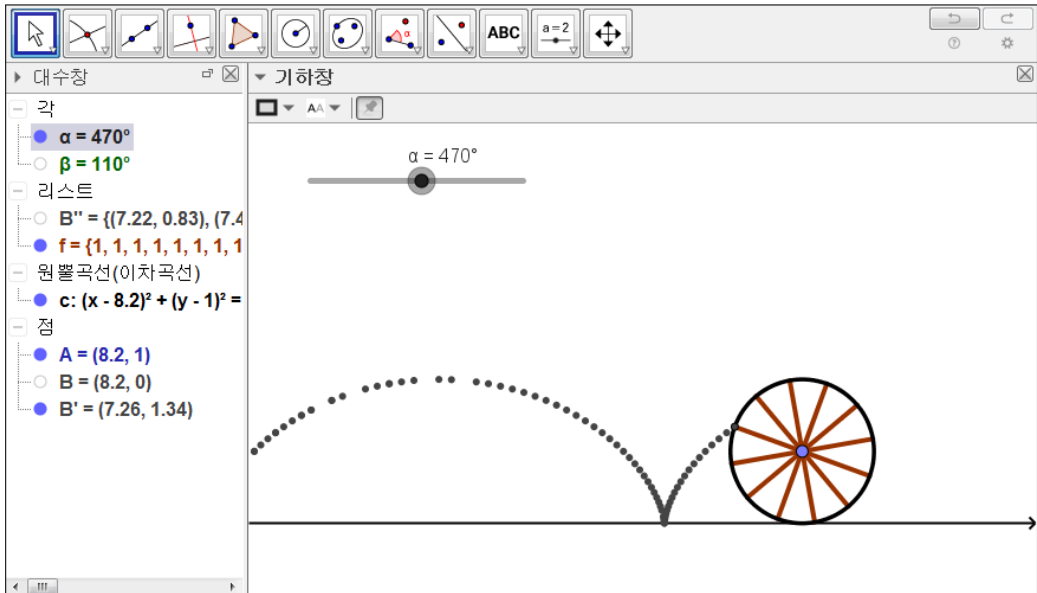 ABC
a=2
대수창
기하창
AA
각
α = 470°
β = 110°
리스트
B'' = {(7.22, 0.83), (7.4
f = {1, 1, 1, 1, 1, 1, 1, 1
원뿔곡선(이차곡선)
c: (x - 8.2)² + (y - 1)² =
점
A = (8.2, 1)
B = (8.2, 0)
B' = (7.26, 1.34)
α = 470°